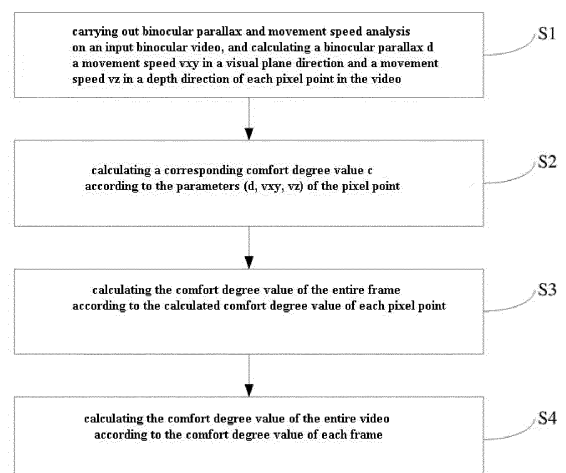 carrying out binocular parallax and movement speed analysis
on an input binocular video, and calculating a binocular parallax d
a movement speed vxy in a visual plane direction and a movement
speed vz in a depth direction of each pixel point in the video
S1
calculating a corresponding comfort degree value c
according to the parameters (d, vxy, vz) of the pixel point
S2
calculating the comfort degree value of the entire frame
according to the calculated comfort degree value of each pixel point
S3
calculating the comfort degree value of the entire video
according to the comfort degree value of each frame
S4